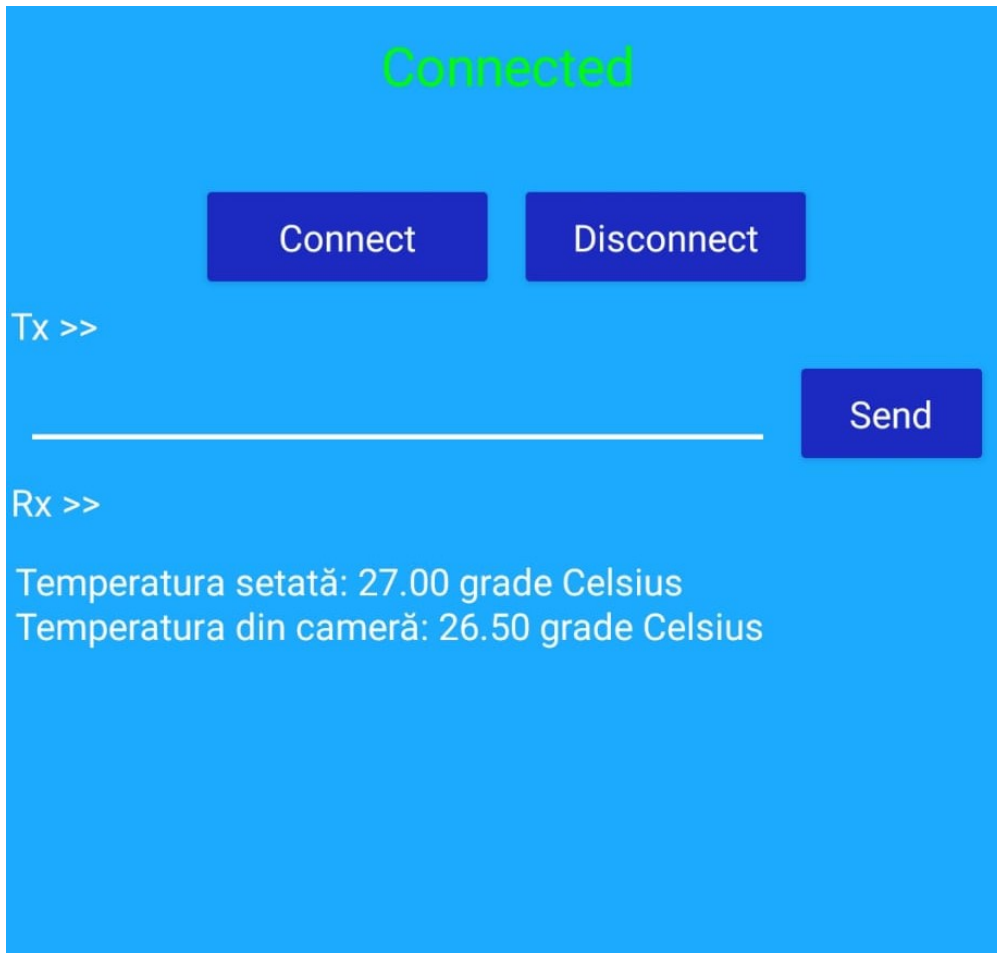 Connected
Connect Disconnect
Tx >>
Send
Rx >>
Temperatura setată: 27.00 grade Celsius
Temperatura din cameră: 26.50 grade Celsius